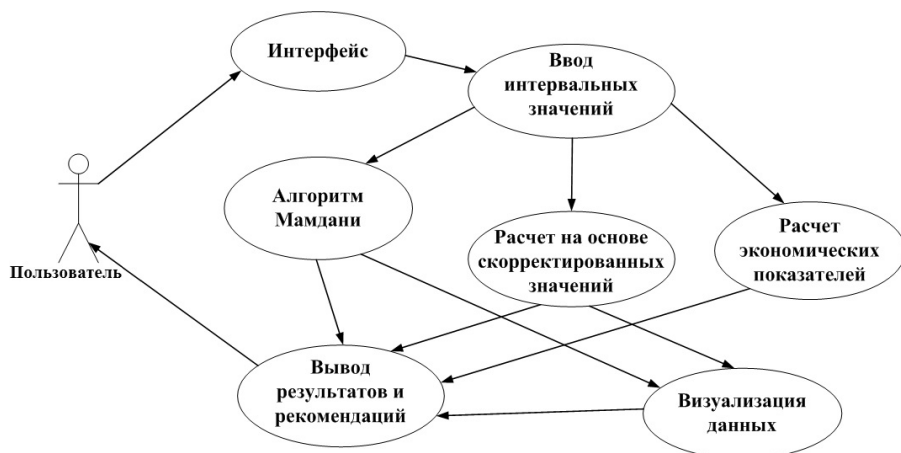 Интерфейс
Ввод
интервальных
значений
Алгоритм
Мамдани
Расчет на основе
скорректированных
значений
Расчет
экономических
показателей
Пользователь
Вывод
результатов и
рекомендаций
Визуализация
данных